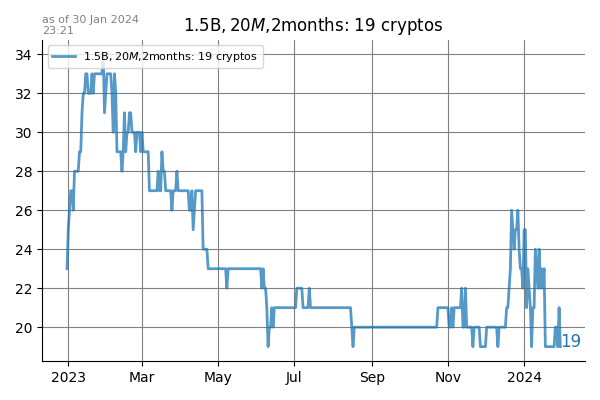 as of 30 Jan 2024
23:21
1.5B, 20M,2months: 19 cryptos
1.5B, 20M,2months: 19 cryptos
34
32
30
28
26
24
22
20
19
2023 Mar May Jul Sep Nov 2024